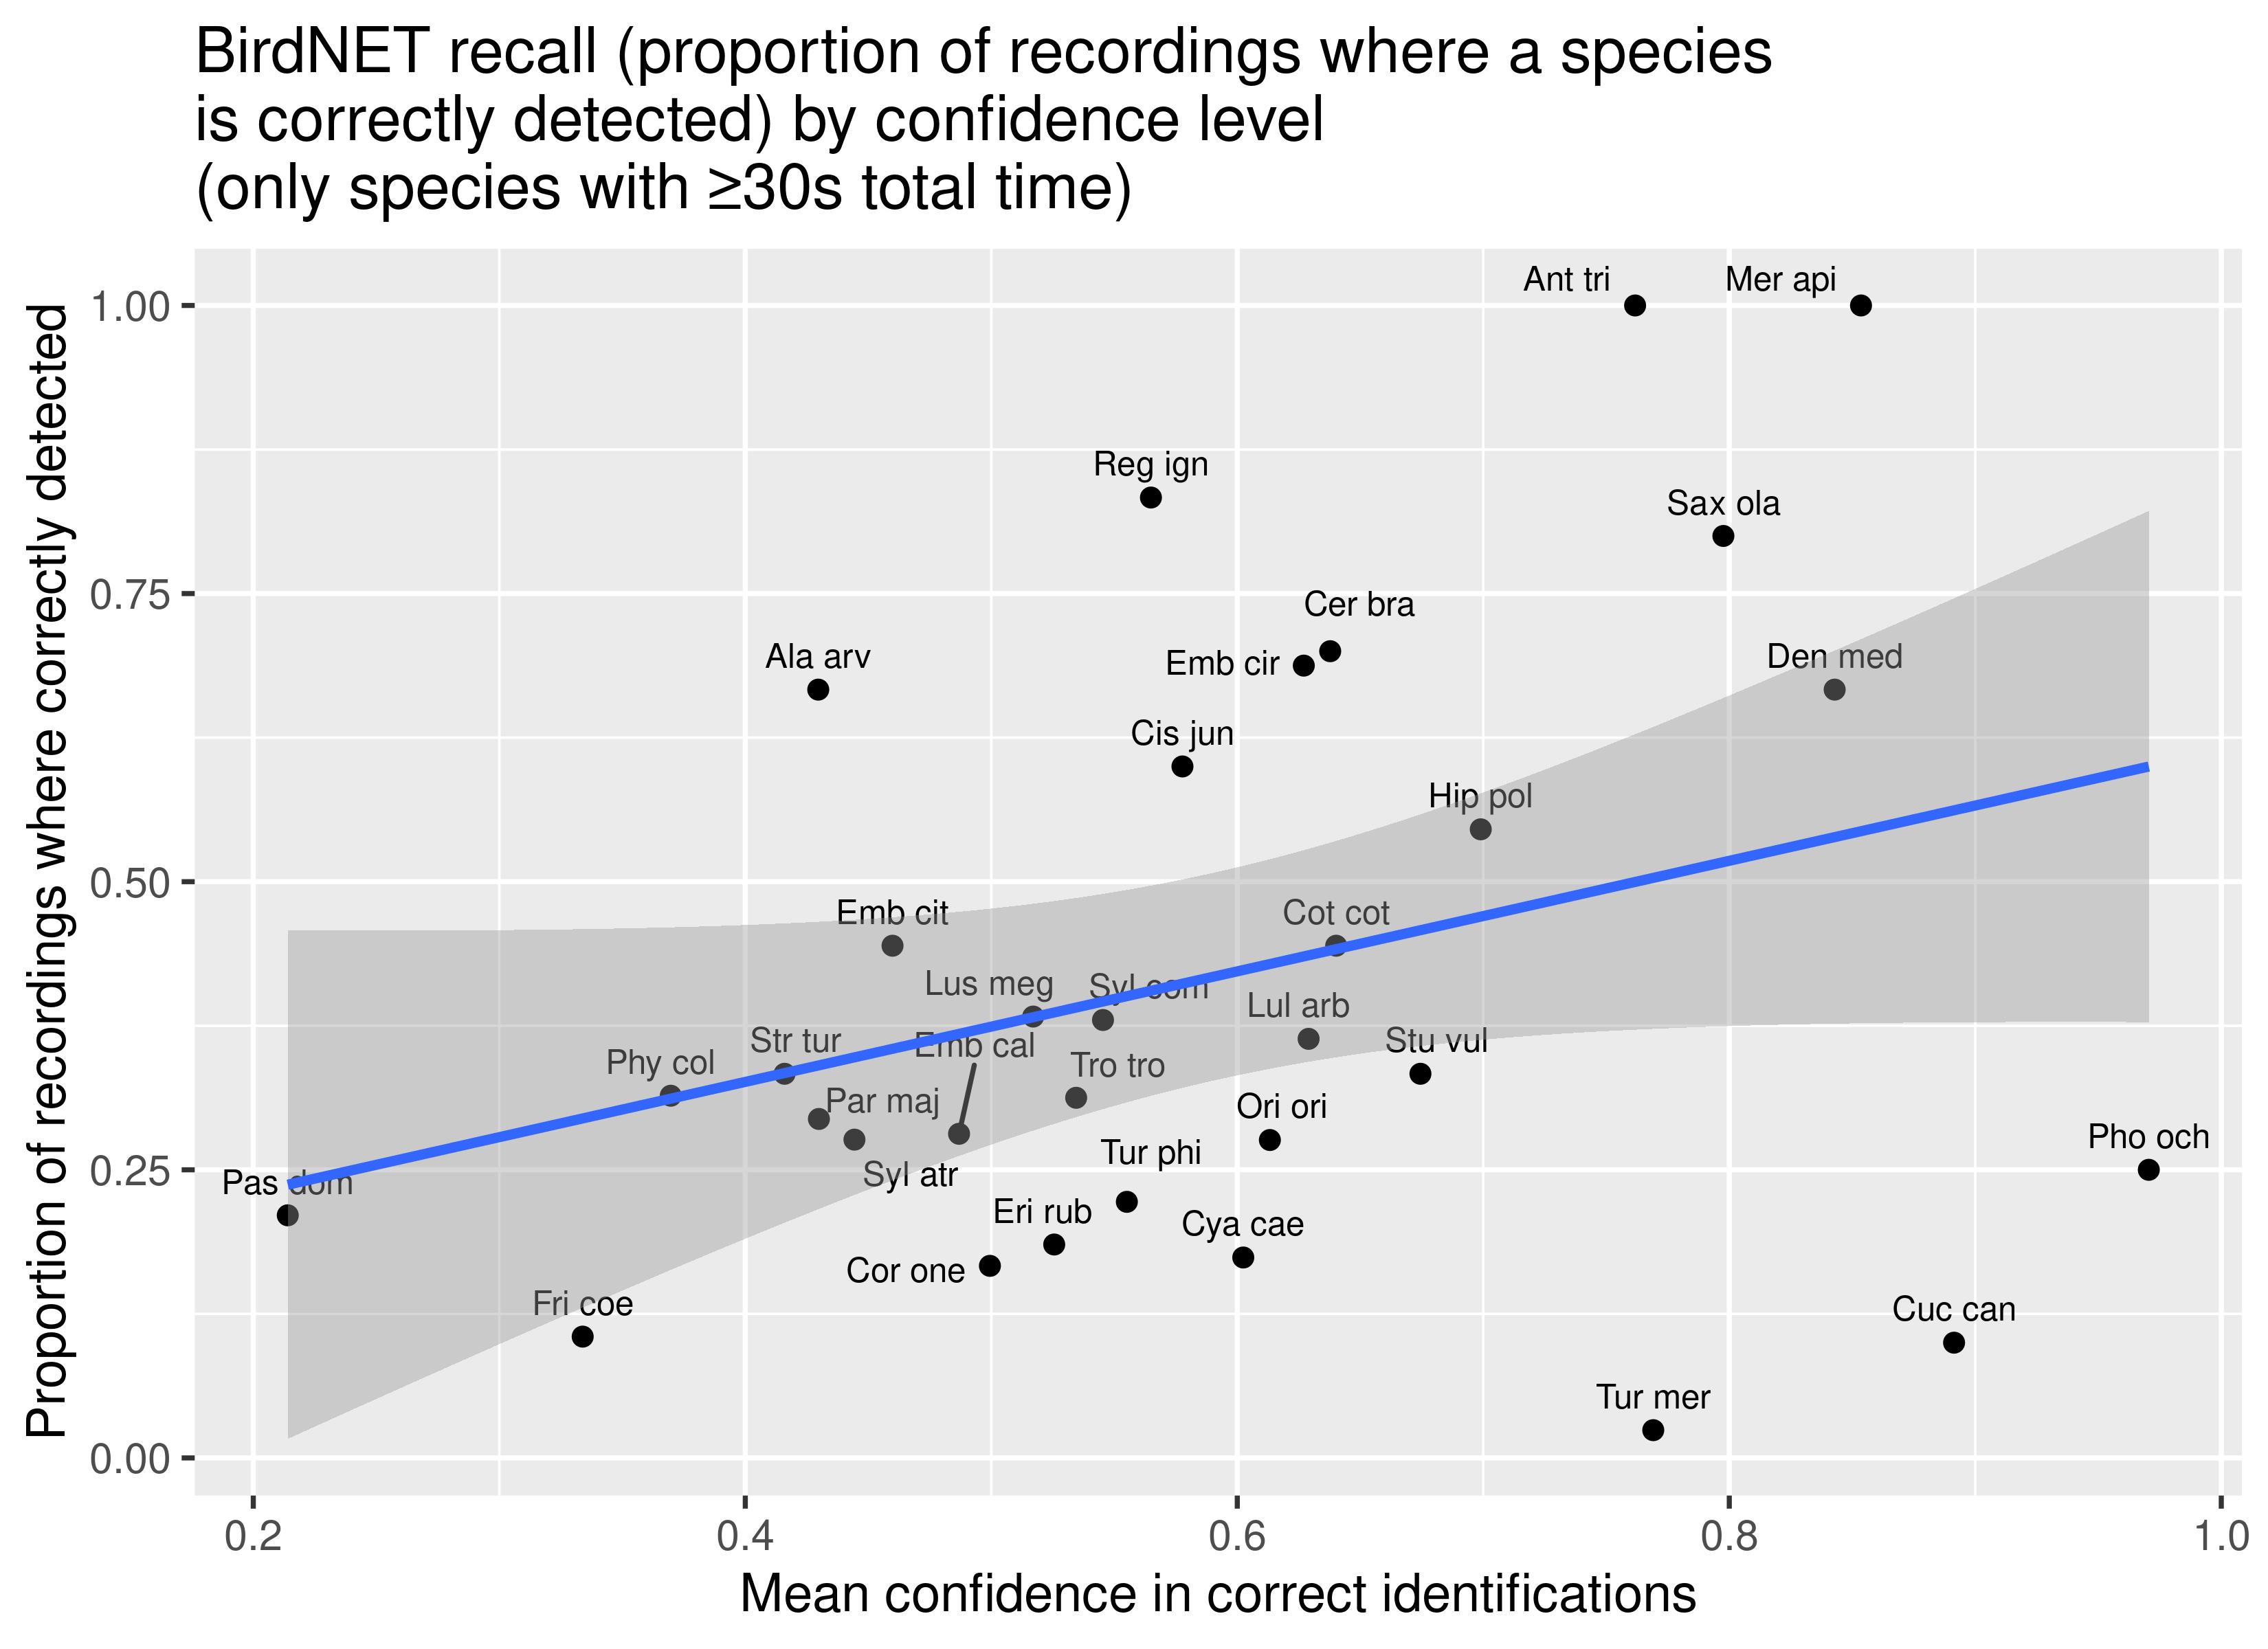 BirdNET recall (proportion of recordings where a species
is correctly detected) by confidence level
(only species with ≥30s total time)
Proportion of recordings where correctly detected
1.00
0.75
0.50
0.25
0.00
Ant tri
Mer api
Reg ign
Sax ola
Cer bra
Emb cir
Ala arv
Den med
Cis jun
Hip pol
Emb cit
Cot cot
Lus meg
Syl com
Lul arb
Str tur
Emb cal
Stu vul
Phy col
Tro tro
Par maj
Ori ori
Pho och
Tur phi
Syl atr
Pas dom
Eri rub
Cya cae
Cor one
Fri coe
Cuc can
Tur mer
0.2
0.4
0.6
0.8
1.0
Mean confidence in correct identifications